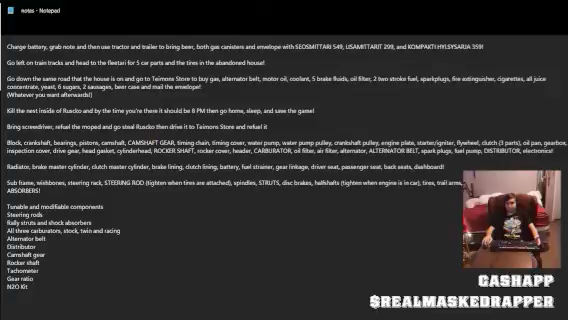 notes - Notepad
Charge battery, grab note and then use tractor and trailer to bring beer, both gas canisters and envelope with SEOSMITTARI 549, LISAMITTARIT 299, and KOMPAKTI HYLSYSARJA 359!
Go left on train tracks and head to the fleetari for 5 car parts and the tires in the abandoned house!
Go down the same road that the house is on and go to Teimons Store to buy gas, alternator belt, motor oil, coolant, 5 brake fluids, oil filter, 2 two stroke fuel, sparkplugs, fire extinguisher, cigarettes, all juice
concentrate, yeast, 6 sugars, 2 sausages, beer case and mail the envelope!
(Whatever you want afterwards!)
Kill the nest inside of Ruscko and by the time you're there it should be 8 PM then go home, sleep, and save the game!
Bring screwdriver, refuel the moped and go steal Ruscko then drive it to Teimons Store and refuel it
Block, crankshaft, bearings, pistons, camshaft, CAMSHAFT GEAR, timing chain, timing cover, water pump, water pump pulley, crankshaft pulley, engine plate, starter/igniter, flywheel, clutch (3 parts), oil pan, gearbox,
inspection cover, drive gear, head gasket, cylinderhead, ROCKER SHAFT, rocker cover, header, CARBURATOR, oil filter, air filter, alternator, ALTERNATOR BELT, spark plugs, fuel pump, DISTRIBUTOR, electronics!
Radiator, brake master cylinder, clutch master cylinder, brake lining, clutch lining, battery, fuel strainer, gear linkage, driver seat, passenger seat, back seats, dashboard!
Sub frame, wishbones, steering rack, STEERING ROD (tighten when tires are attached), spindles, STRUTS, disc brakes, halfshafts (tighten when engine is in car), tires, trail arms,
ABSORBERS!
Tunable and modifiable components
Steering rods
Rally struts and shock absorbers
All three carburators, stock, twin and racing
Alternator belt
Distributor
Camshaft gear
Rocker shaft
Tachometer
Gear ratio
N2O Kit
CASHAPP
$REALMASKEDRAPPER